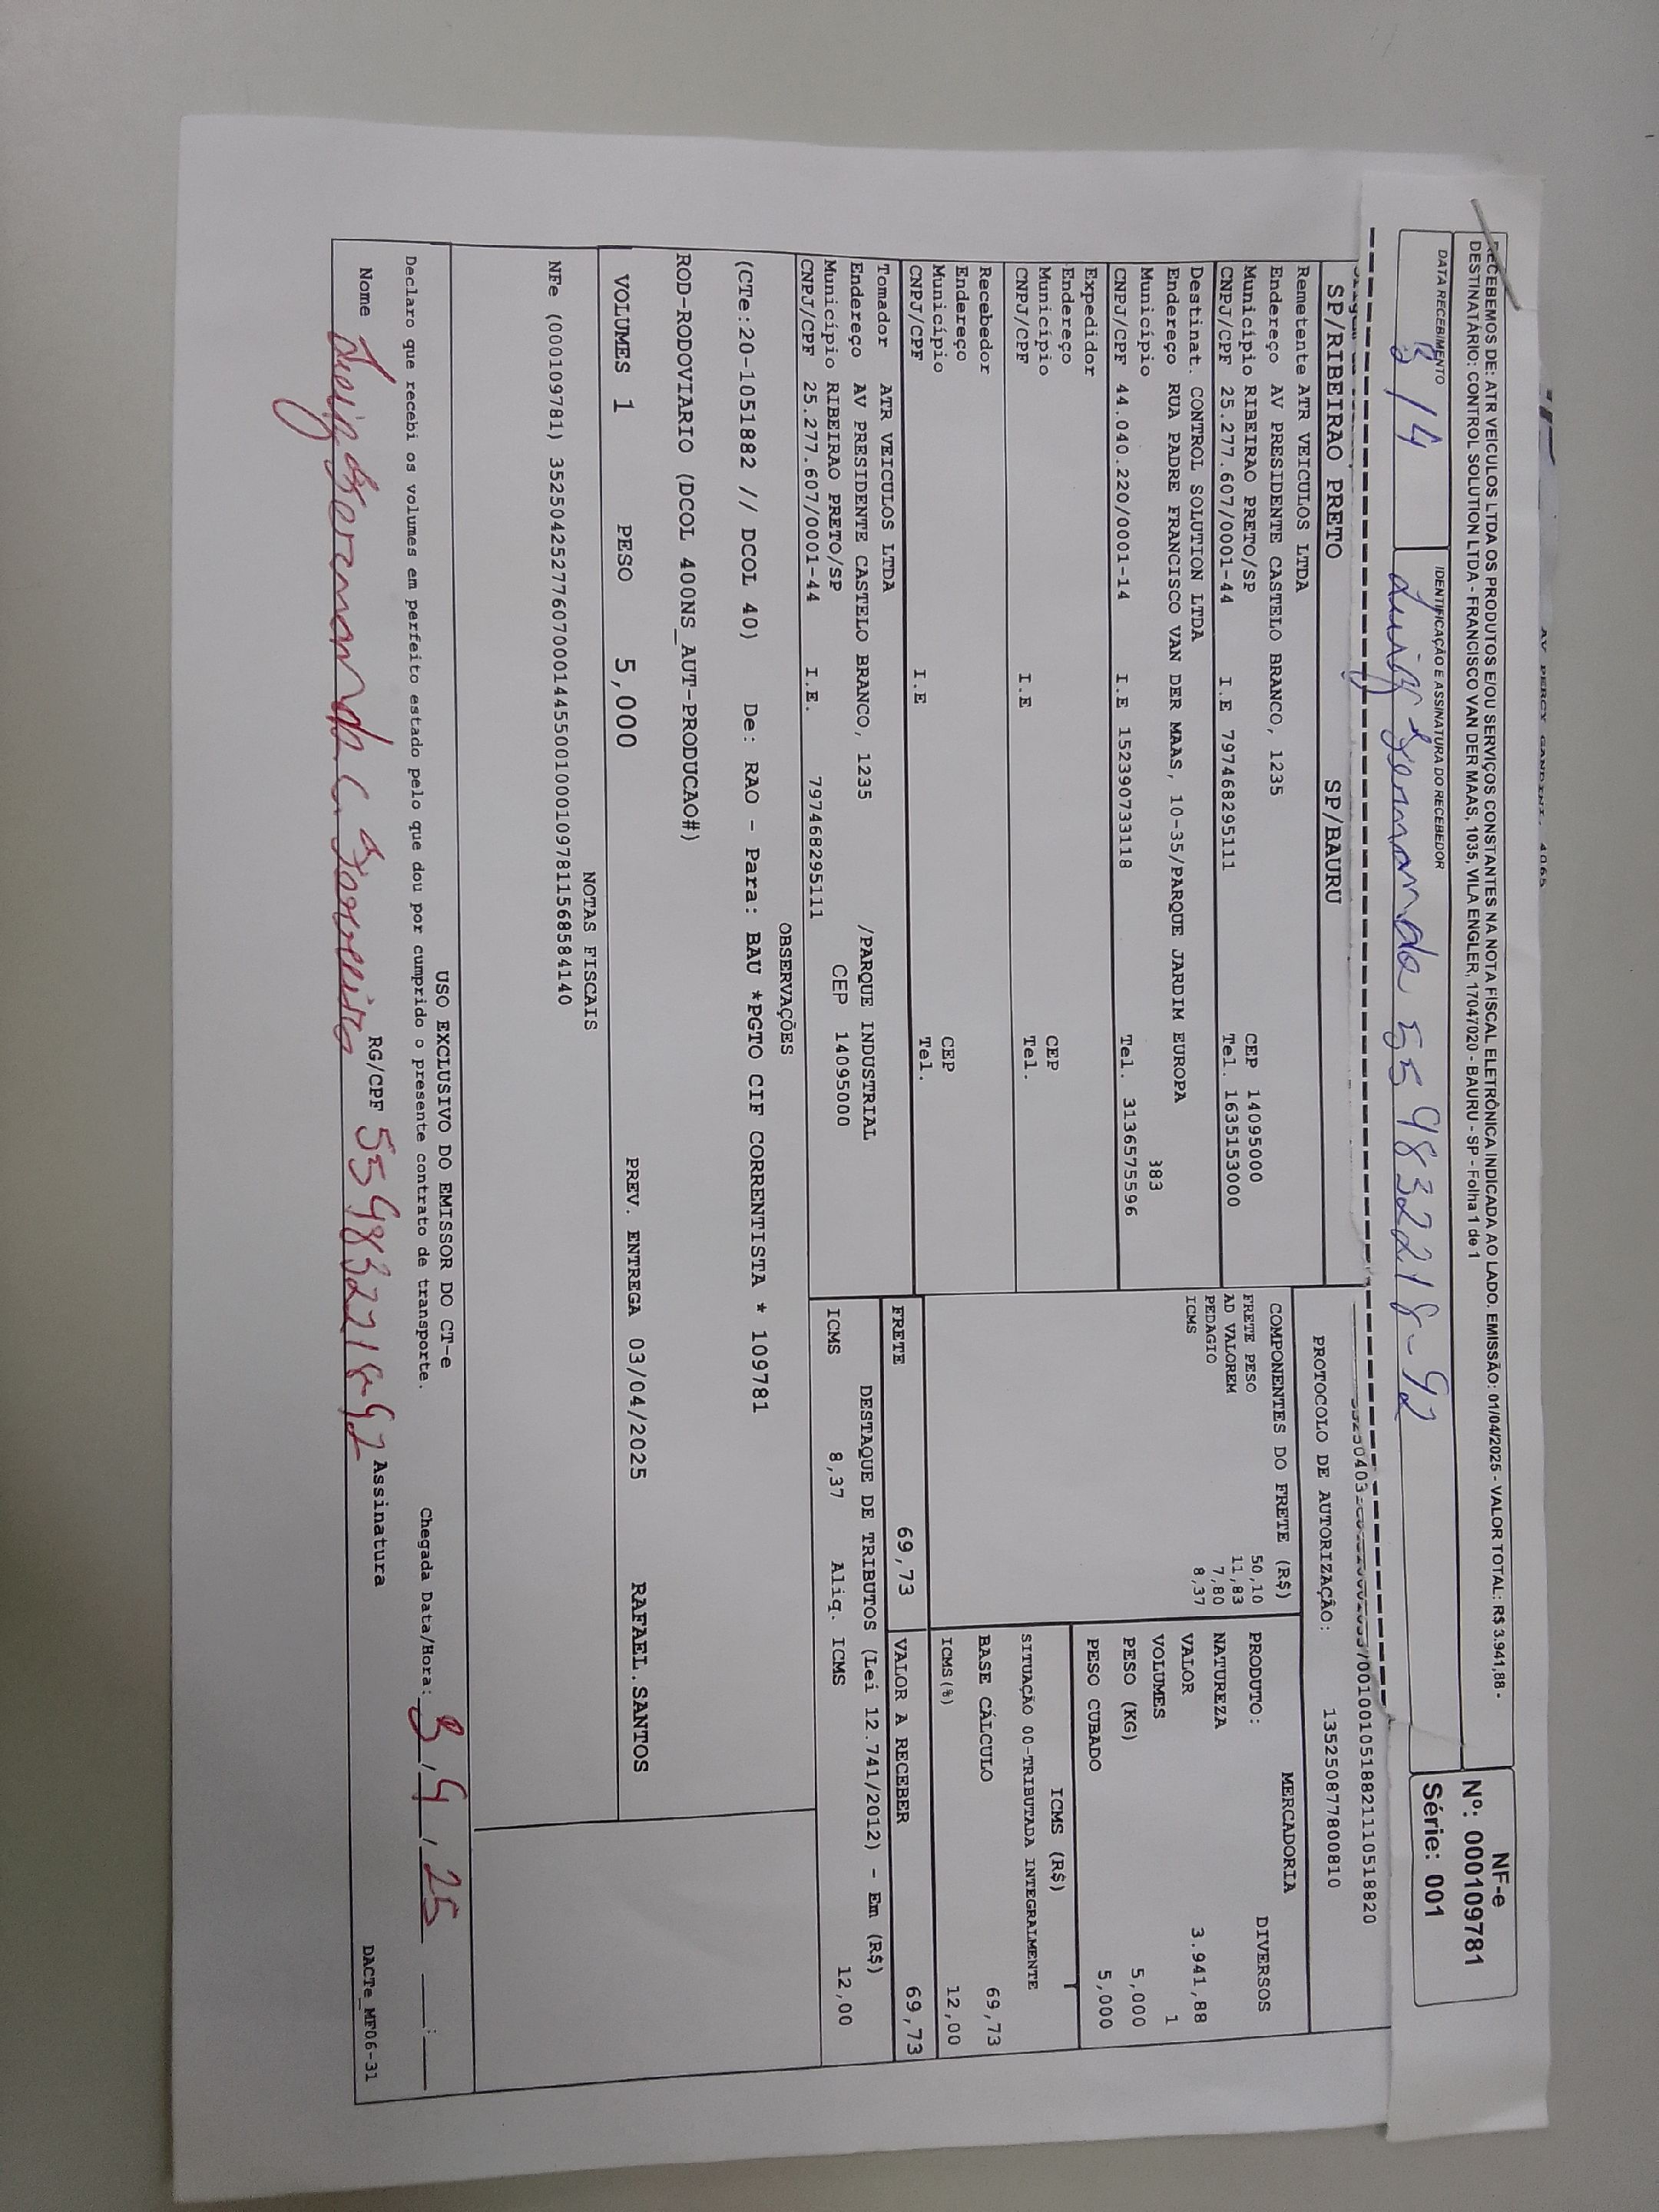 RECEBEMOS DE: ATR VEICULOS LTDA OS PRODUTOS E/OU SERVIÇOS CONSTANTES NA NOTA FISCAL ELETRÔNICA INDICADA AO LADO. EMISSÃO: 01/04/2025 - VALOR TOTAL: R$ 3.941,88 -
DESTINATÁRIO: CONTROL SOLUTION LTDA - FRANCISCO VAN DER MAAS, 1035, VILA ENGLER, 17047020 - BAURU - SP - Folha 1 de 1
NF-e
Nº: 000109781
Série: 001
DATA RECEBIMENTO
3/4
IDENTIFICAÇÃO E ASSINATURA DO RECEBEDOR
Luiz Fernando 559832218-92
SP/RIBEIRAO PRETO SP/BAURU
PROTOCOLO DE AUTORIZAÇÃO: 135250877800810
Remetente ATR VEICULOS LTDA
Endereço AV PRESIDENTE CASTELO BRANCO, 1235
Município RIBEIRAO PRETO/SP CEP 14095000
CNPJ/CPF 25.277.607/0001-44 I.E 797468295111 Tel. 1635153000
Destinat. CONTROL SOLUTION LTDA
Endereço RUA PADRE FRANCISCO VAN DER MAAS, 10-35/PARQUE JARDIM EUROPA
Município 383
CNPJ/CPF 44.040.220/0001-14 I.E 152390733118 Tel. 3136575596
Expedidor
Endereço
Município CEP
CNPJ/CPF I.E Tel.
Recebedor
Endereço
Município CEP
CNPJ/CPF I.E Tel.
Tomador ATR VEICULOS LTDA
Endereço AV PRESIDENTE CASTELO BRANCO, 1235 /PARQUE INDUSTRIAL
Município RIBEIRAO PRETO/SP CEP 14095000
CNPJ/CPF 25.277.607/0001-44 I.E. 797468295111
COMPONENTES DO FRETE (R$)
FRETE PESO 50,10
AD VALOREM 11,83
PEDAGIO 7,80
ICMS 8,37
MERCADORIA
PRODUTO: DIVERSOS
NATUREZA
VALOR 3.941,88
VOLUMES 1
PESO (KG) 5,000
PESO CUBADO 5,000
ICMS (R$)
SITUAÇÃO 00-TRIBUTADA INTEGRALMENTE
BASE CÁLCULO 69,73
ICMS(%) 12,00
FRETE 69,73 VALOR A RECEBER 69,73
DESTAQUE DE TRIBUTOS (Lei 12.741/2012) - Em (R$)
ICMS 8,37 Aliq. ICMS 12,00
OBSERVAÇÕES
(CTe:20-1051882 // DCOL 40) De: RAO - Para: BAU *PGTO CIF CORRENTISTA * 109781
ROD-RODOVIARIO (DCOL 400NS_AUT-PRODUCAO#)
VOLUMES 1 PESO 5,000 PREV. ENTREGA 03/04/2025 RAFAEL.SANTOS
NOTAS FISCAIS
NFe (000109781) 35250425277607000144550010001097811568584140
USO EXCLUSIVO DO EMISSOR DO CT-e
Declaro que recebi os volumes em perfeito estado pelo que dou por cumprido o presente contrato de transporte. Chegada Data/Hora: 3/4/25 __:__
Nome Luiz Fernando C. RG/CPF 559832218-92 Assinatura
DACTe_MF06-31